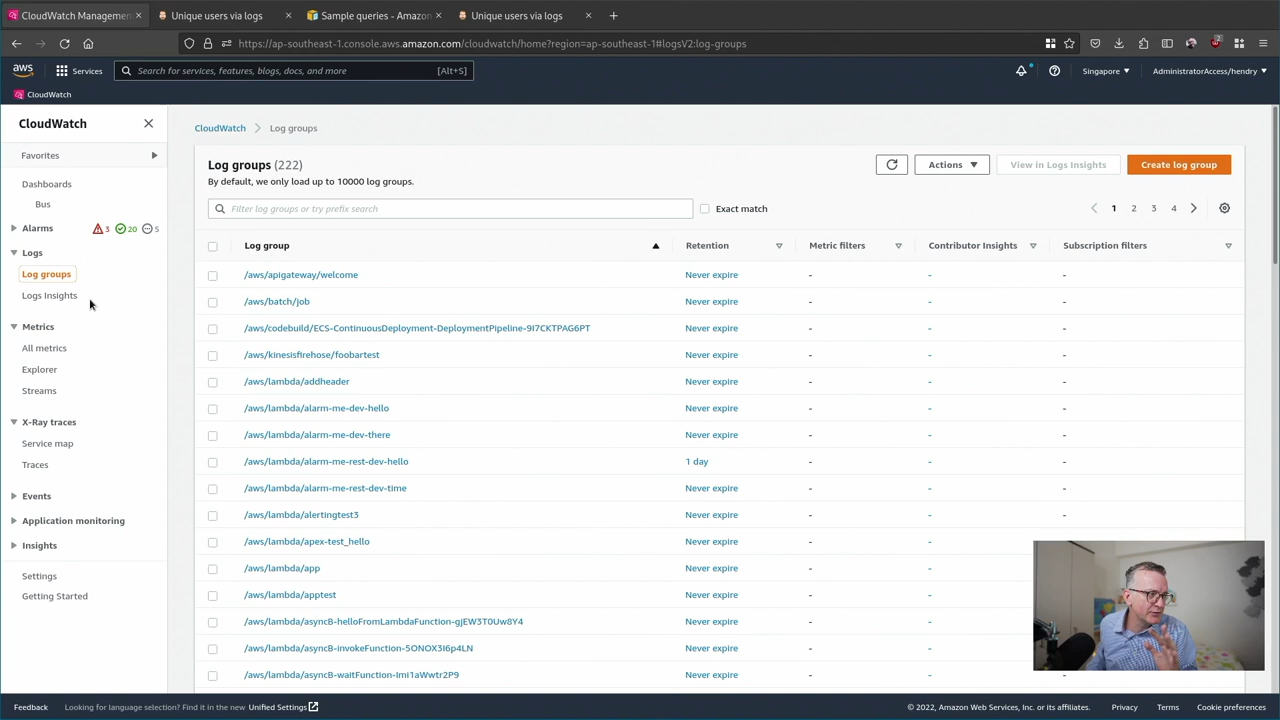 CloudWatch Managemen
Unique users via logs
Sample queries - Amazon
Unique users via logs
https://ap-southeast-1.console.aws.amazon.com/cloudwatch/home?region=ap-southeast-1#logsV2:log-groups
2
aws
Services
Search for services, features, blogs, docs, and more
[Alt+S]
Singapore
AdministratorAccess/hendry
CloudWatch
CloudWatch
Favorites
Dashboards
Bus
Alarms
3
20
5
Logs
Log groups
Logs Insights
Metrics
All metrics
Explorer
Streams
X-Ray traces
Service map
Traces
Events
Application monitoring
Insights
Settings
Getting Started
CloudWatch > Log groups
Log groups (222)
By default, we only load up to 10000 log groups.
Actions
View in Logs Insights
Create log group
Filter log groups or try prefix search
Exact match
1 2 3 4
Log group Retention Metric filters Contributor Insights Subscription filters
/aws/apigateway/welcome Never expire - - -
/aws/batch/job Never expire - - -
/aws/codebuild/ECS-ContinuousDeployment-DeploymentPipeline-9I7CKTPAG6PT Never expire - - -
/aws/kinesisfirehose/foobartest Never expire - - -
/aws/lambda/addheader Never expire - - -
/aws/lambda/alarm-me-dev-hello Never expire - - -
/aws/lambda/alarm-me-dev-there Never expire - - -
/aws/lambda/alarm-me-rest-dev-hello 1 day - - -
/aws/lambda/alarm-me-rest-dev-time Never expire - - -
/aws/lambda/alertingtest3 Never expire - - -
/aws/lambda/apex-test_hello Never expire - -
/aws/lambda/app Never expire - -
/aws/lambda/apptest Never expire - -
/aws/lambda/asyncB-helloFromLambdaFunction-gjEW3T0Uw8Y4 Never expire - -
/aws/lambda/asyncB-invokeFunction-5ONOX3I6p4LN Never expire - -
/aws/lambda/asyncB-waitFunction-Imi1aWwtr2P9 Never expire - -
Feedback
Looking for language selection? Find it in the new Unified Settings
© 2022, Amazon Web Services, Inc. or its affiliates.
Privacy
Terms
Cookie preferences